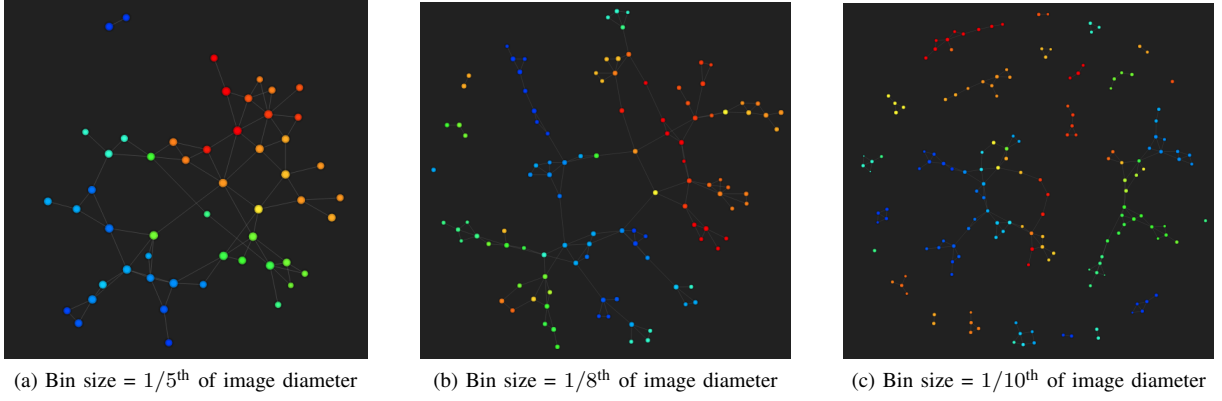 (a) Bin size = 1/5th of image diameter
(b) Bin size = 1/8th of image diameter
(c) Bin size = 1/10th of image diameter